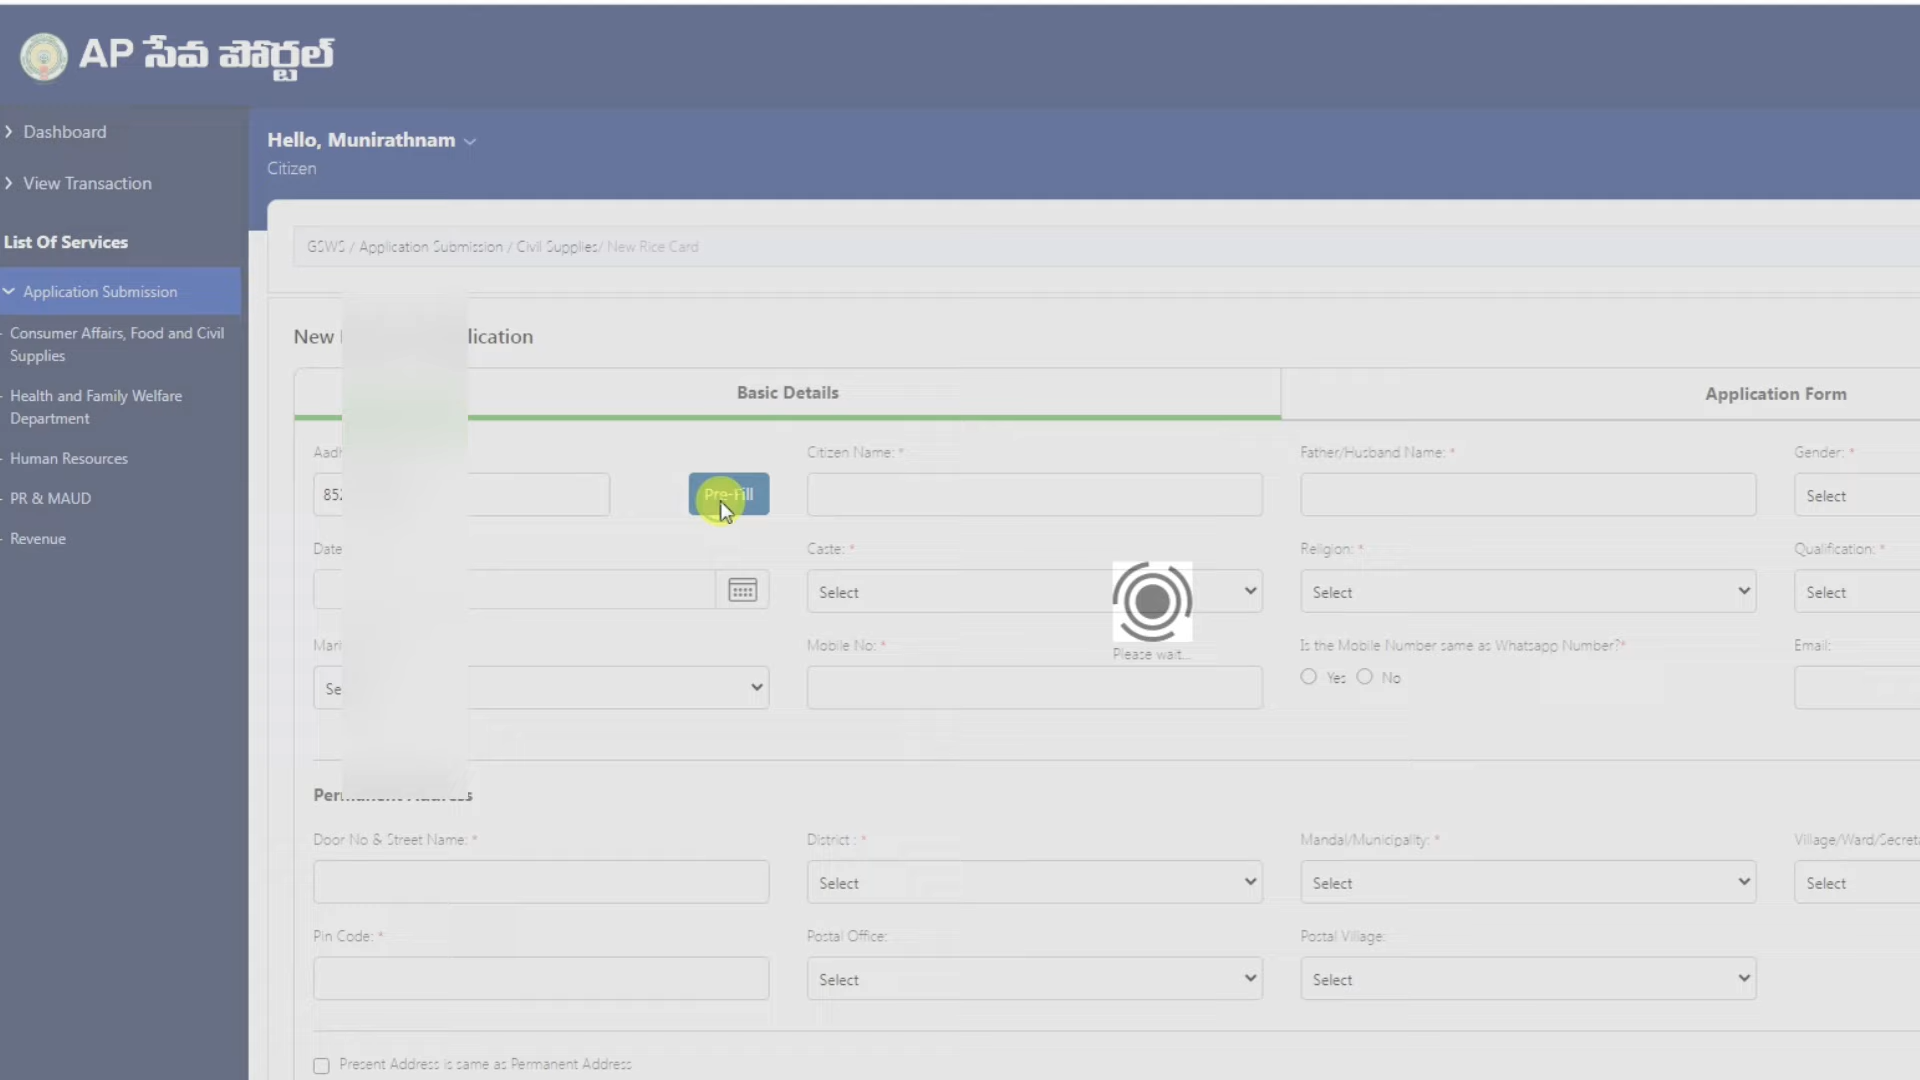 AP సేవ పోర్టల్
Dashboard
Hello, Munirathnam
Citizen
View Transaction
List Of Services
GSWS / Application Submission / Civil Supplies/ New Rice Card
Application Submission
Consumer Affairs, Food and Civil
Supplies
Health and Family Welfare
Department
Human Resources
PR & MAUD
Revenue
New
Basic Details
Application Form
Citizen Name: *
Father/Husband Name: *
Gender: *
Pre-Fill
Select
Date
Caste: *
Religion: *
Qualification: *
Select
Select
Select
Mobile No: *
Please wait...
Is the Mobile Number same as Whatsapp Number?*
Email:
Yes
No
Door No & Street Name: *
District : *
Mandal/Municipality: *
Select
Select
Select
Pin Code: *
Postal Office:
Postal Village:
Select
Select
Present Address is same as Permanent Address